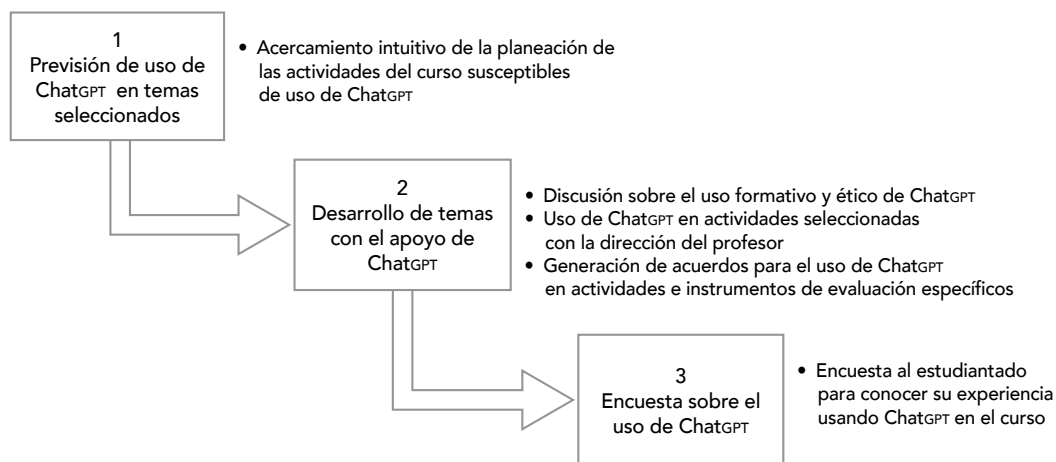 1
Previsión de uso de
ChatGPT en temas
seleccionados
• Acercamiento intuitivo de la planeación de
las actividades del curso susceptibles
de uso de ChatGPT
2
Desarrollo de temas
con el apoyo de
ChatGPT
• Discusión sobre el uso formativo y ético de ChatGPT
• Uso de ChatGPT en actividades seleccionadas
con la dirección del profesor
• Generación de acuerdos para el uso de ChatGPT
en actividades e instrumentos de evaluación específicos
3
Encuesta sobre el
uso de ChatGPT
• Encuesta al estudiantado
para conocer su experiencia
usando ChatGPT en el curso